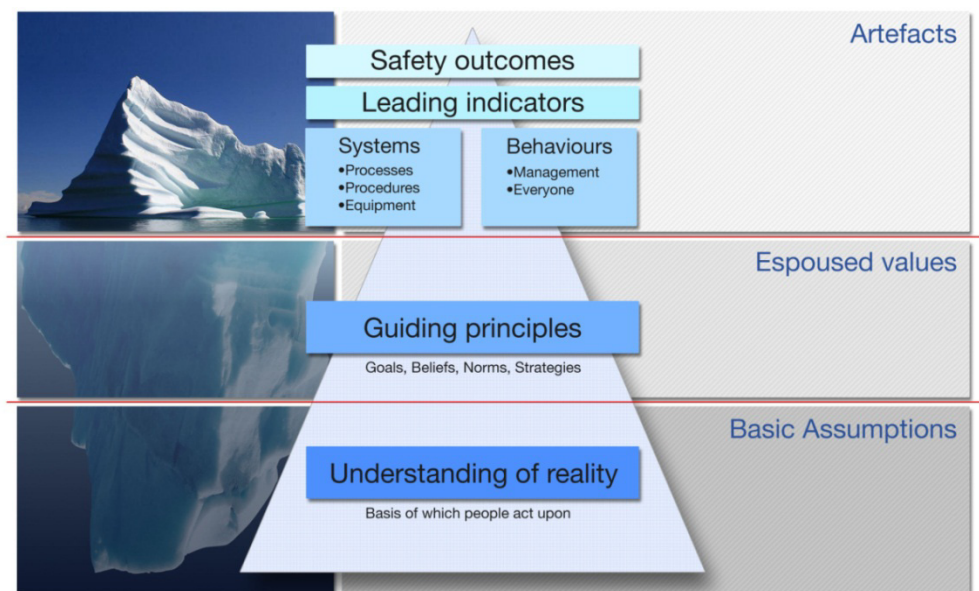 Artefacts
Safety outcomes
Leading indicators
Systems
•Processes
•Procedures
•Equipment
Behaviours
•Management
•Everyone
Espoused values
Guiding principles
Goals, Beliefs, Norms, Strategies
Basic Assumptions
Understanding of reality
Basis of which people act upon